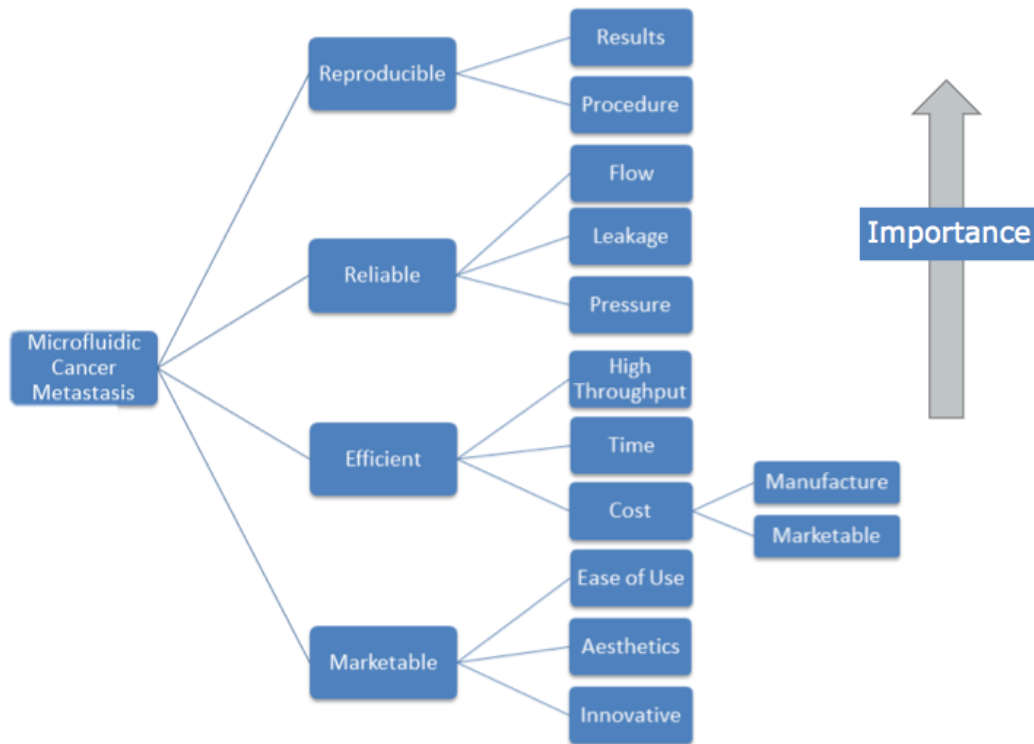 Results
Reproducible
Procedure
Flow
Leakage
Reliable
Pressure
Importance
Microfluidic
Cancer
Metastasis
High
Throughput
Efficient
Time
Cost
Manufacture
Marketable
Ease of Use
Marketable
Aesthetics
Innovative